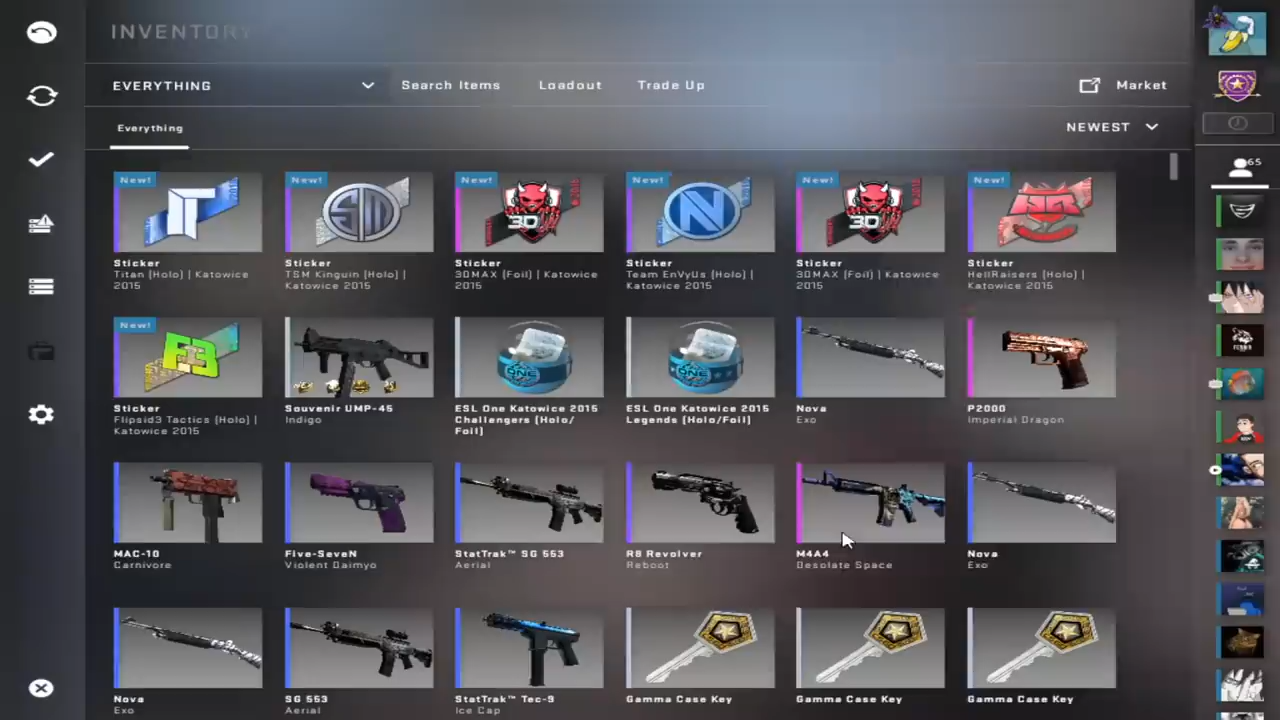 INVENTORY
EVERYTHING
Search Items
Loadout
Trade Up
Market
Everything
NEWEST
65
New!
New!
New!
New!
New!
New!
Sticker
Titan (Holo) | Katowice
2015
Sticker
TSM Kinguin (Holo) |
Katowice 2015
Sticker
3DMAX (Foil) | Katowice
2015
Sticker
Team EnVyUs (Holo) |
Katowice 2015
Sticker
3DMAX (Foil) | Katowice
2015
Sticker
HellRaisers (Holo) |
Katowice 2015
New!
Sticker
Flipsid3 Tactics (Holo) |
Katowice 2015
Souvenir UMP-45
Indigo
ESL One Katowice 2015
Challengers (Holo/
Foil)
ESL One Katowice 2015
Legends (Holo/Foil)
Nova
Exo
P2000
Imperial Dragon
MAC-10
Carnivore
Five-SeveN
Violent Daimyo
StatTrak™ SG 553
Aerial
R8 Revolver
Reboot
M4A4
Desolate Space
Nova
Exo
Nova
Exo
SG 553
Aerial
StatTrak™ Tec-9
Ice Cap
Gamma Case Key
Gamma Case Key
Gamma Case Key